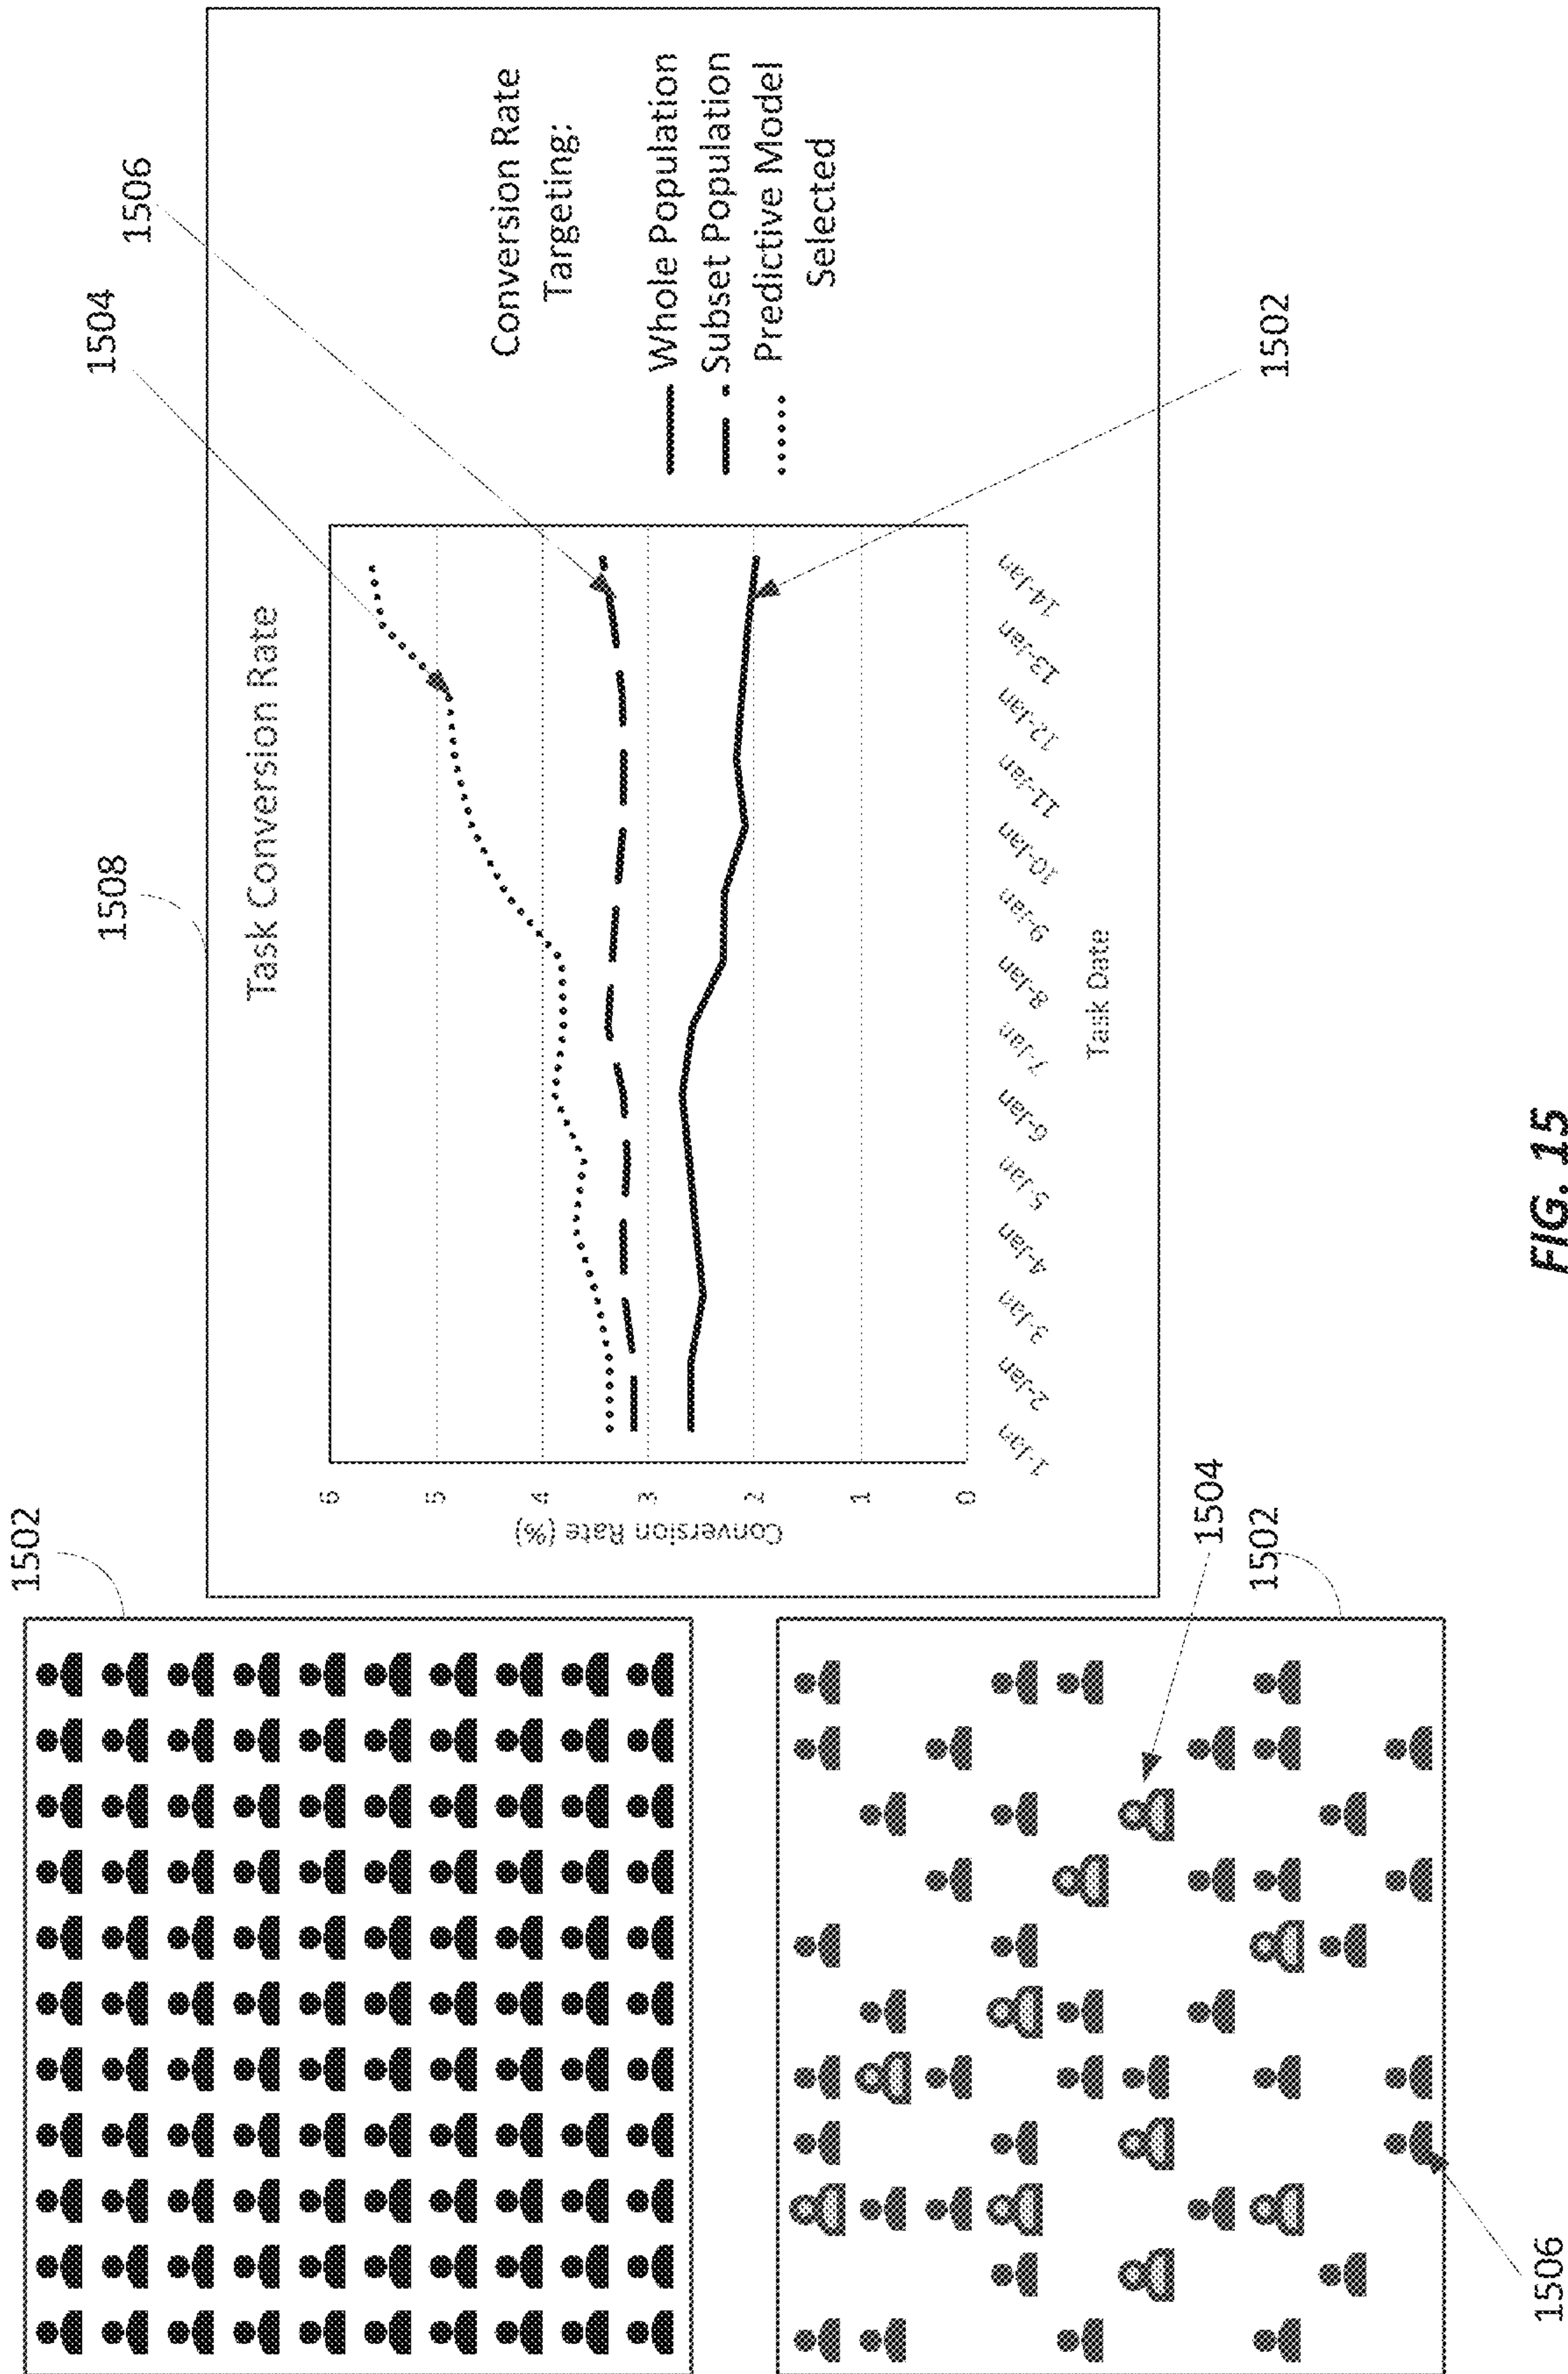 1502
1508
1504
1506
Task Conversion Rate
Conversion Rate (%)
6
5
4
3
2
1
0
1-Jan
2-Jan
3-Jan
4-Jan
5-Jan
6-Jan
7-Jan
8-Jan
9-Jan
10-Jan
11-Jan
12-Jan
13-Jan
14-Jan
Task Date
Conversion Rate
Targeting:
Whole Population
Subset Population
Predictive Model
Selected
1502
1504
1502
1506
FIG. 15